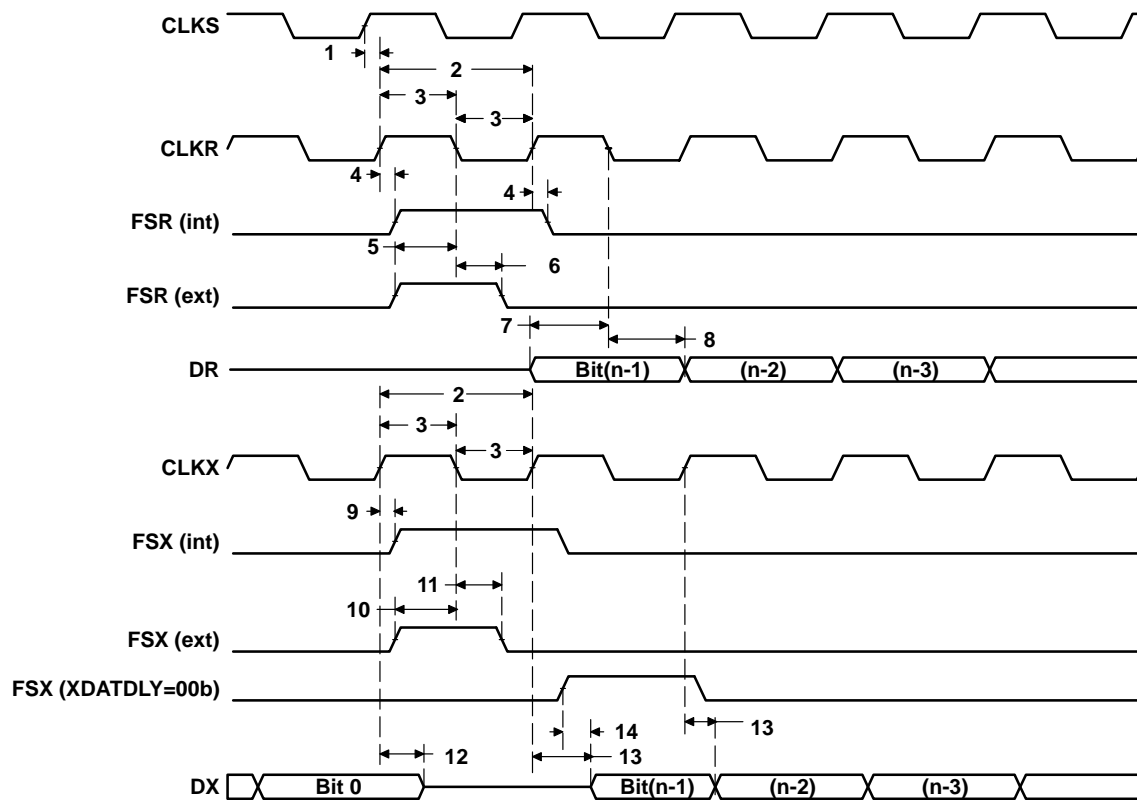 CLKS
1
2
3
3
CLKR
4
4
FSR (int)
5
6
FSR (ext)
7
8
DR
Bit(n-1) (n-2) (n-3)
2
3
3
CLKX
9
FSX (int)
11
10
FSX (ext)
FSX (XDATDLY=00b)
14
13
12
13
DX
Bit 0 Bit(n-1) (n-2) (n-3)